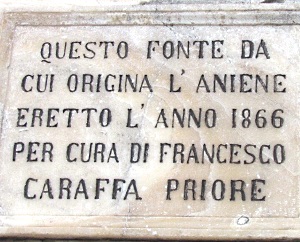 QUESTO FONTE DA
CUI ORIGINA L'ANIENE
ERETTO L'ANNO 1866
PER CURA DI FRANCESCO
CARAFFA PRIORE